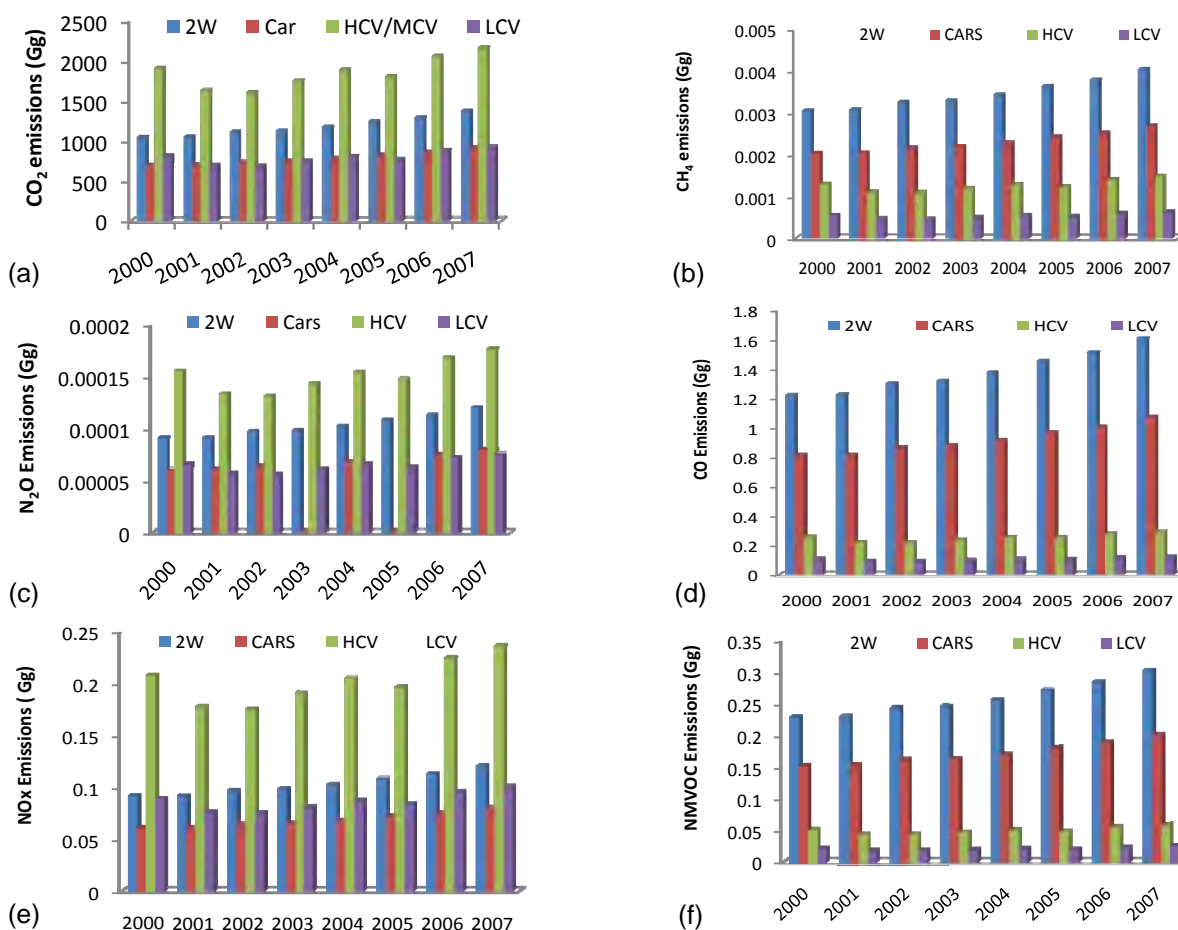 2W Car HCV/MCV LCV
CO₂ emissions (Gg)
2500
2000
1500
1000
500
0
2000 2001 2002 2003 2004 2005 2006 2007
(a)
2W CARS HCV LCV
CH₄ emissions (Gg)
0.005
0.004
0.003
0.002
0.001
0
2000 2001 2002 2003 2004 2005 2006 2007
(b)
2W Cars HCV LCV
N₂O Emissions (Gg)
0.0002
0.00015
0.0001
0.00005
0
2000 2001 2002 2003 2004 2005 2006 2007
(c)
2W CARS HCV LCV
CO Emissions (Gg)
1.8
1.6
1.4
1.2
1
0.8
0.6
0.4
0.2
0
2000 2001 2002 2003 2004 2005 2006 2007
(d)
2W CARS HCV LCV
NOx Emissions ( Gg)
0.25
0.2
0.15
0.1
0.05
0
2000 2001 2002 2003 2004 2005 2006 2007
(e)
2W CARS HCV LCV
NMVOC Emissions (Gg)
0.35
0.3
0.25
0.2
0.15
0.1
0.05
0
2000 2001 2002 2003 2004 2005 2006 2007
(f)